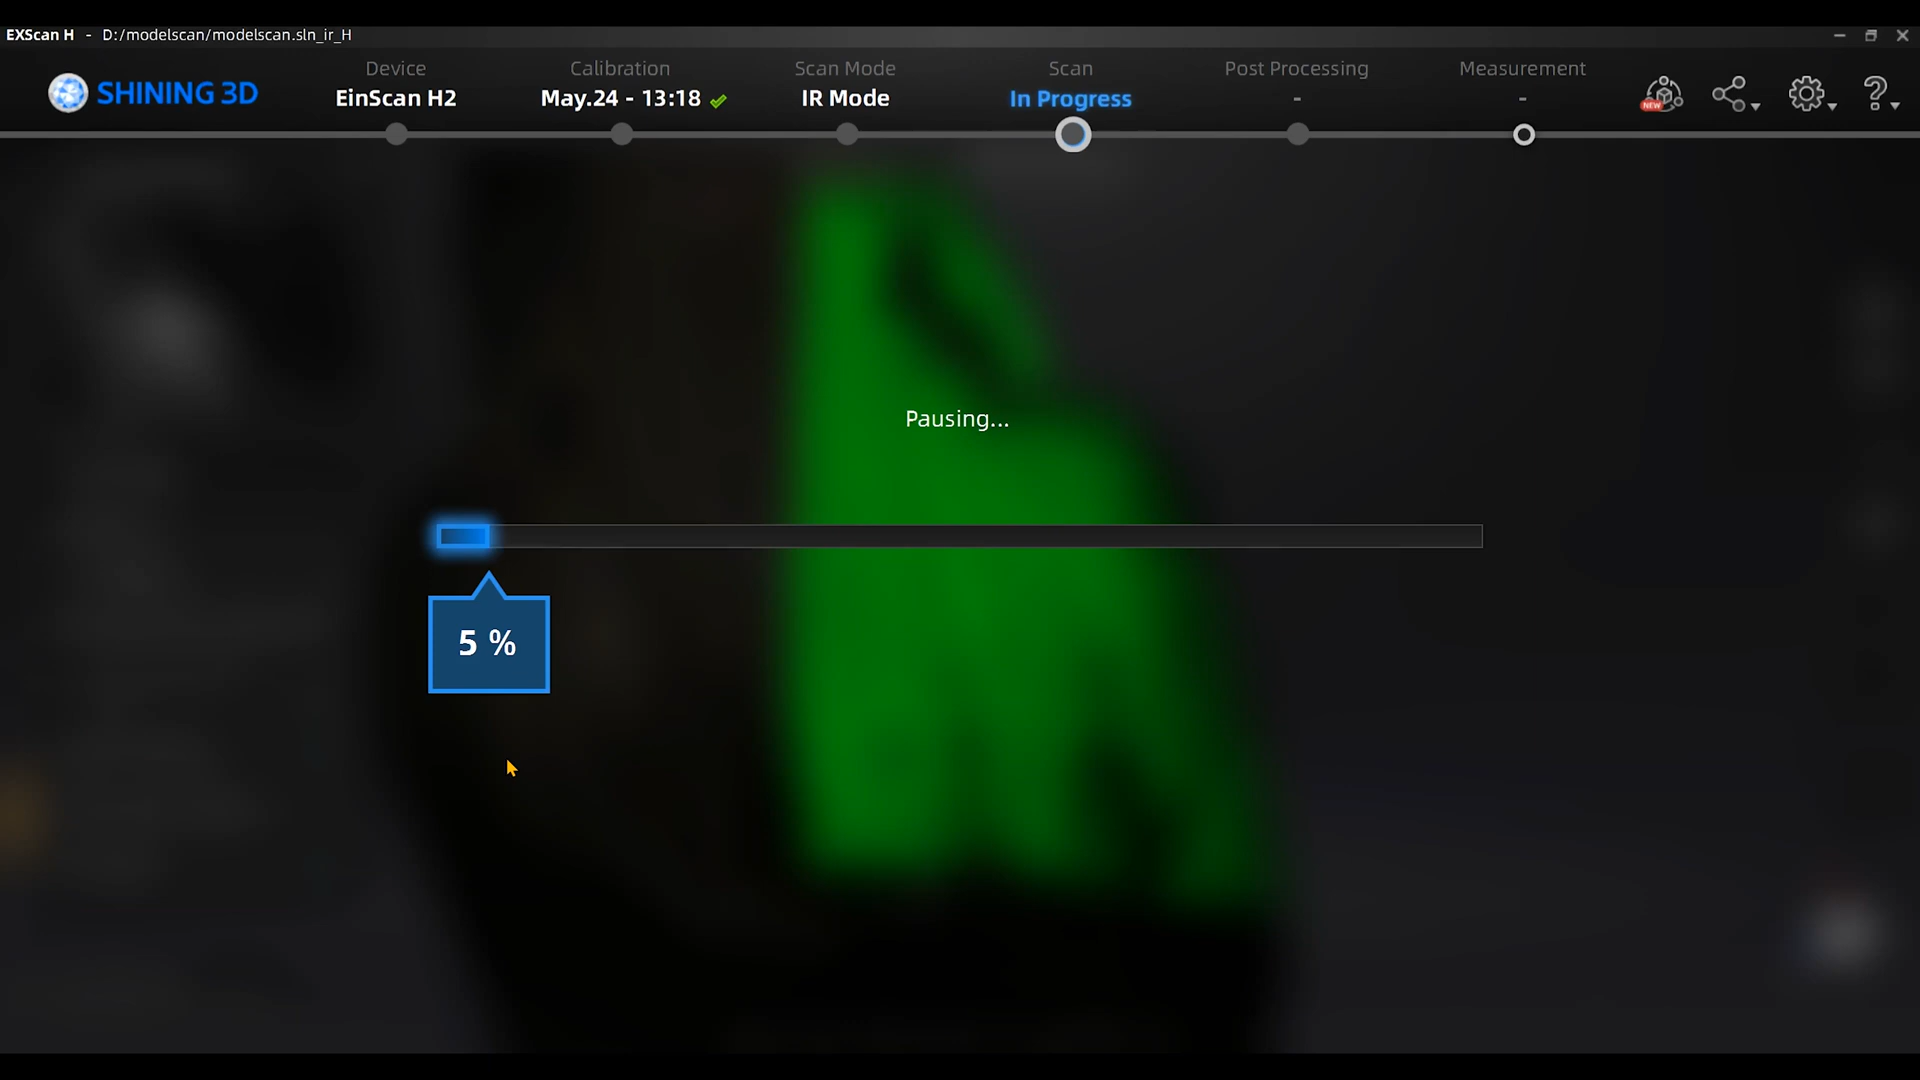 EXScan H - D:/modelscan/modelscan.sln_ir_H
SHINING 3D
Device
EinScan H2
Calibration
May.24 - 13:18
Scan Mode
IR Mode
Scan
In Progress
Post Processing
-
Measurement
-
NEW
?
Pausing...
5 %